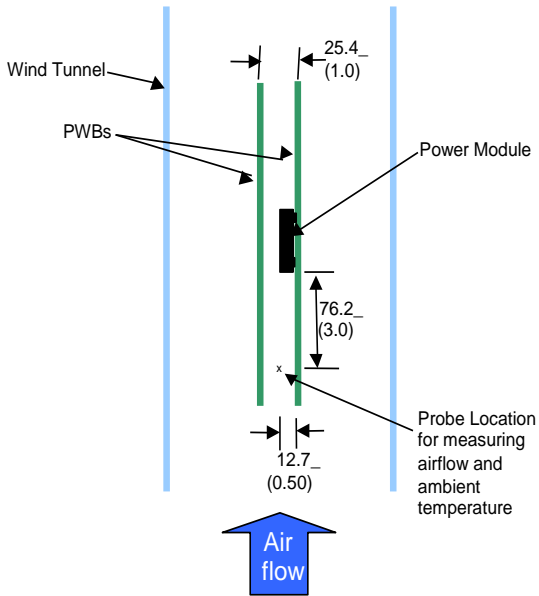 25.4_
(1.0)
Wind Tunnel
PWBs
Power Module
76.2_
(3.0)
x
Probe Location
for measuring
airflow and
ambient
temperature
12.7_
(0.50)
Air
flow